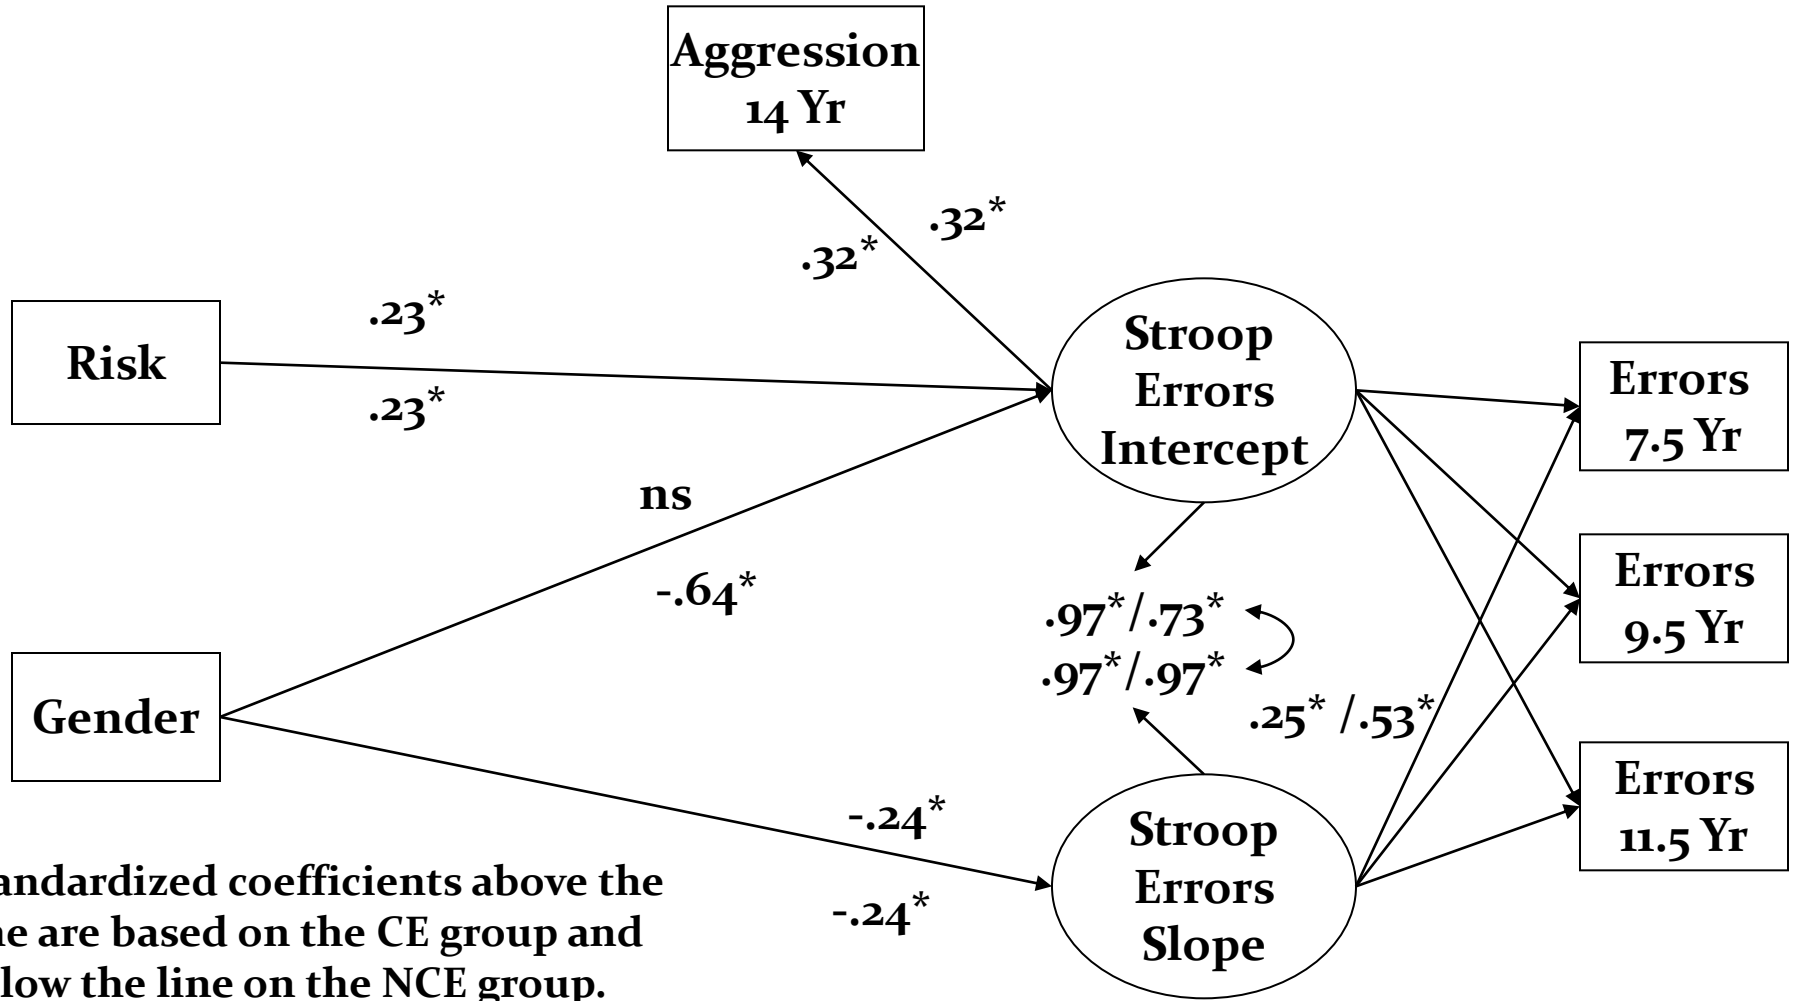 Aggression
14 Yr
.32*
.32*
.23*
Risk
.23*
Stroop
Errors
Intercept
Errors
7.5 Yr
ns
-.64*
Errors
9.5 Yr
.97*/.73*
.97*/.97*
.25* /.53*
Gender
Errors
11.5 Yr
-.24*
-.24*
Stroop
Errors
Slope
andardized coefficients above the
ne are based on the CE group and
low the line on the NCE group.